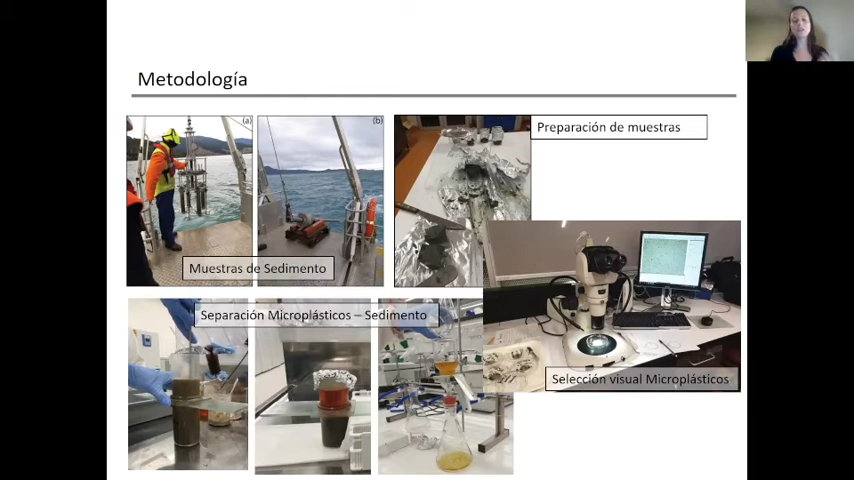 Metodología
(a)
(b)
Preparación de muestras
Muestras de Sedimento
Separación Microplásticos – Sedimento
Selección visual Microplásticos